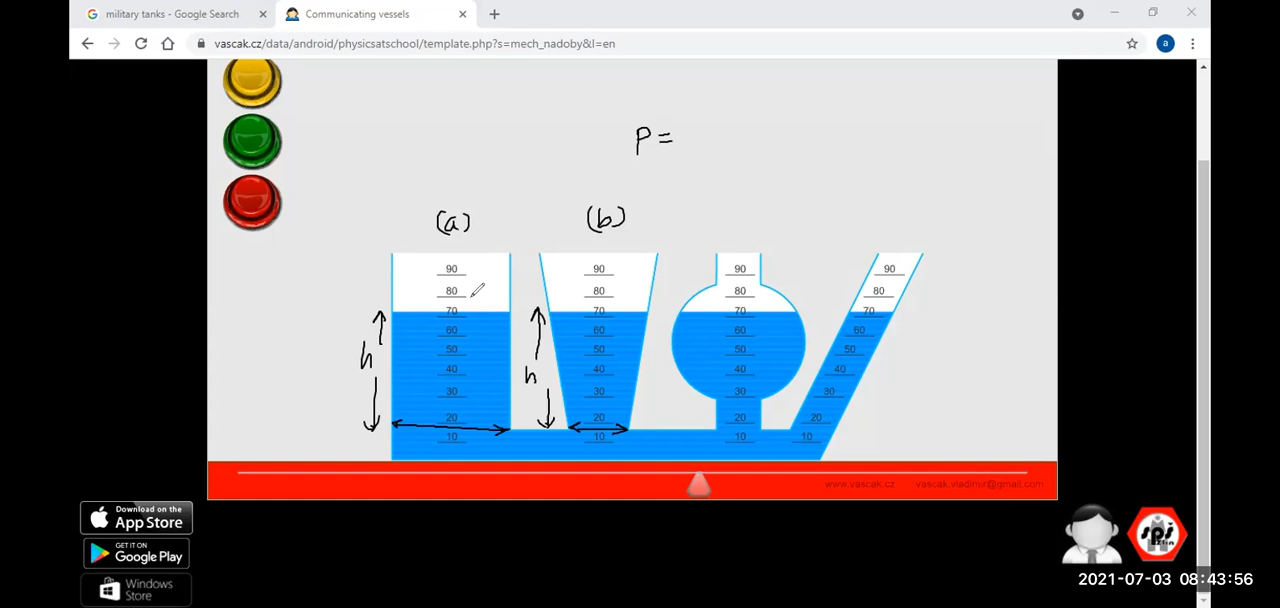 military tanks - Google Search
Communicating vessels
vascak.cz/data/android/physicsatschool/template.php?s=mech_nadoby&l=en
a
P =
(a) (b)
90 90 90 90
80 80 80 80
70 70 70 70
60 60 60 60
50 50 50 50
40 40 40 40
30 30 30 30
20 20 20 20
10 10 10 10
h h
www.vascak.cz vascak.vladimir@gmail.com
Download on the
App Store
GET IT ON
Google Play
Windows
Store
sps
Zlín
2021-07-03 08:43:56